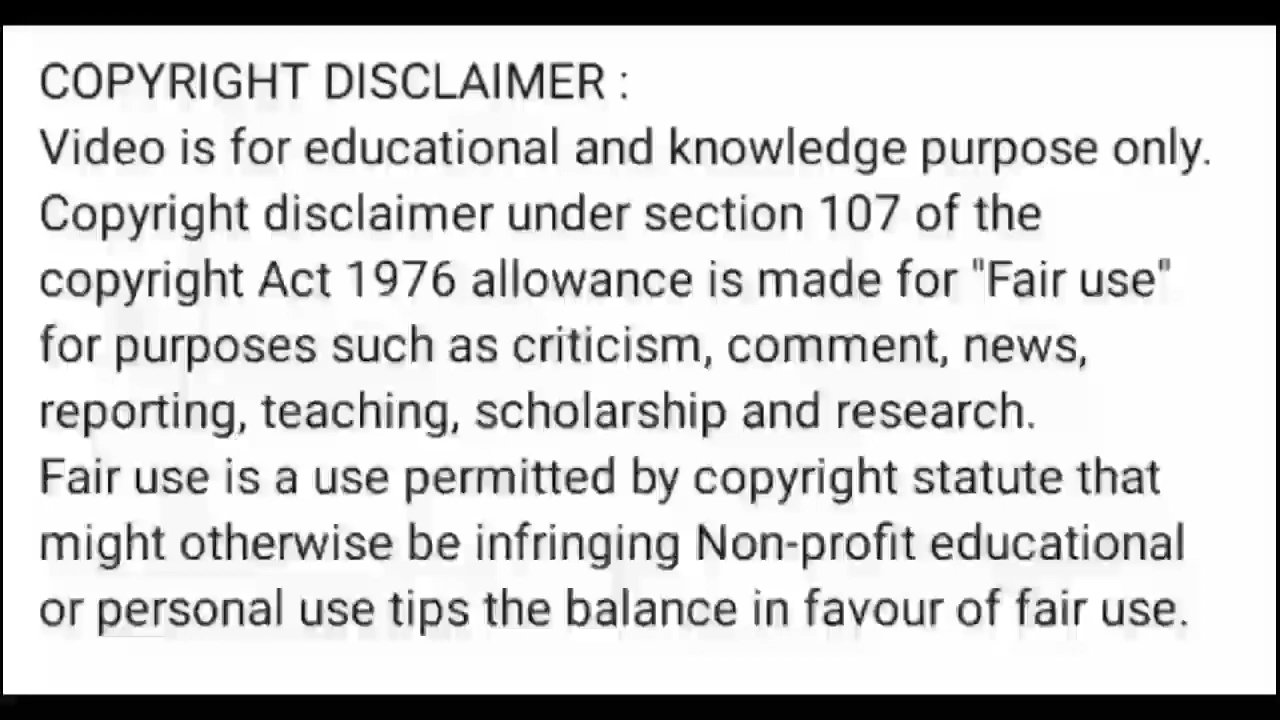 COPYRIGHT DISCLAIMER :
Video is for educational and knowledge purpose only.
Copyright disclaimer under section 107 of the
copyright Act 1976 allowance is made for "Fair use"
for purposes such as criticism, comment, news,
reporting, teaching, scholarship and research.
Fair use is a use permitted by copyright statute that
might otherwise be infringing Non-profit educational
or personal use tips the balance in favour of fair use.